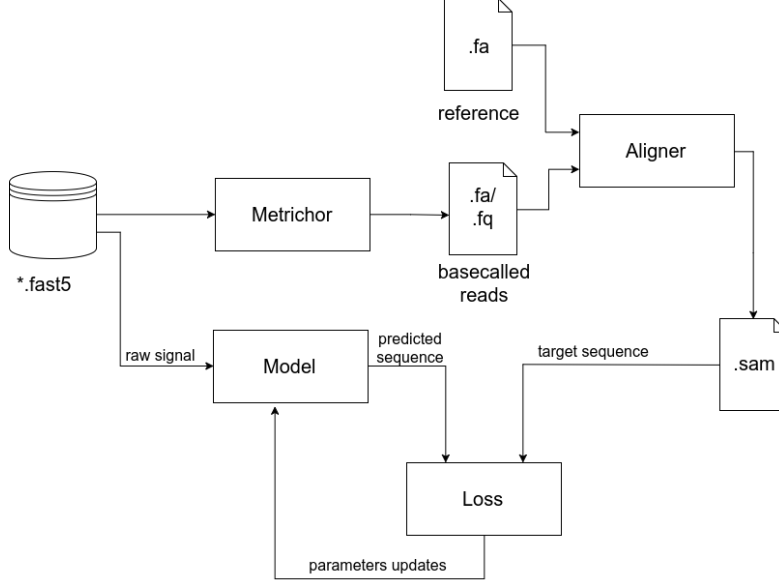 .fa
reference
Aligner
Metrichor
.fa/
.fq
basecalled
reads
*.fast5
raw signal
Model
predicted
sequence
target sequence
.sam
Loss
parameters updates